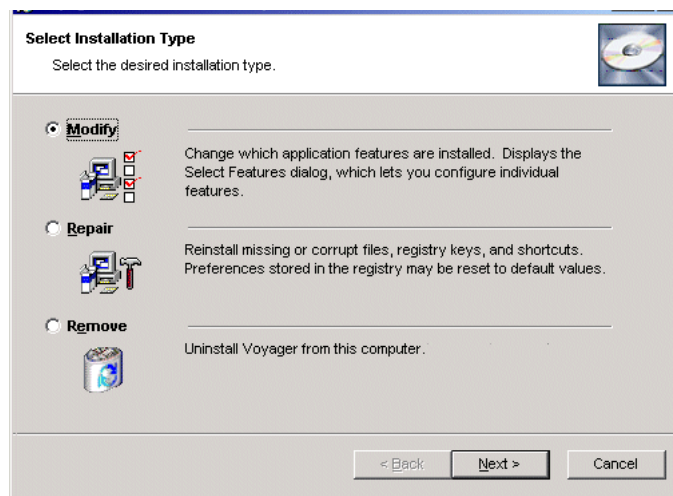 Select Installation Type
Select the desired installation type.
Modify
Change which application features are installed. Displays the
Select Features dialog, which lets you configure individual
features.
Repair
Reinstall missing or corrupt files, registry keys, and shortcuts.
Preferences stored in the registry may be reset to default values.
Remove
Uninstall Voyager from this computer.
< Back
Next >
Cancel